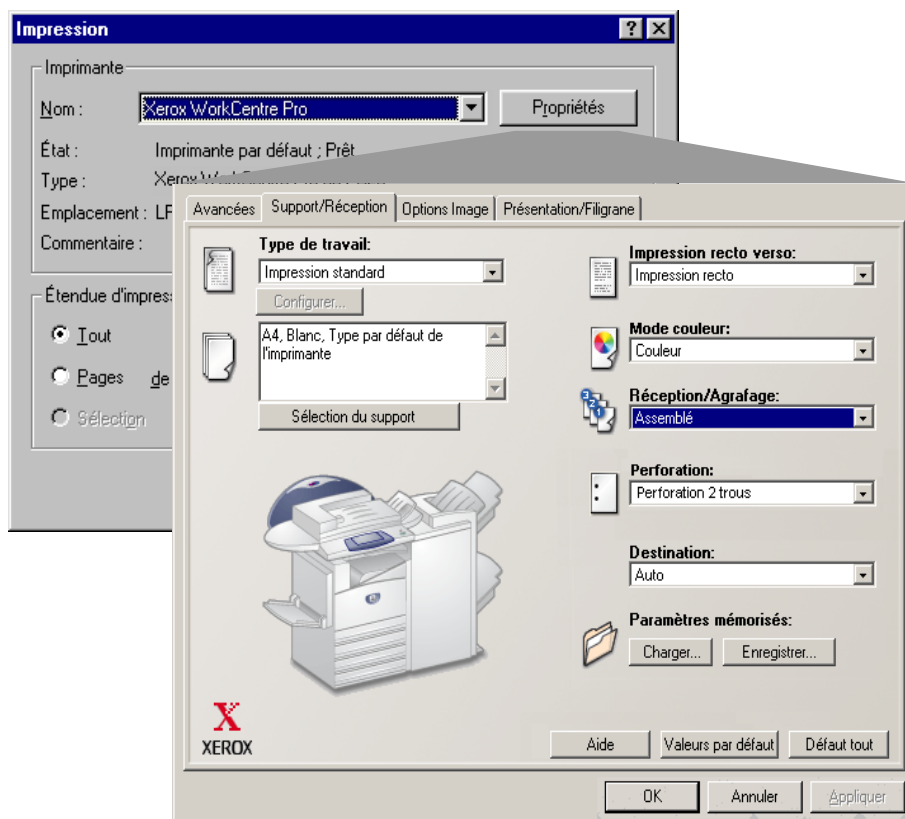 Impression
Imprimante
Nom :
Xerox WorkCentre Pro
Propriétés
État :
Imprimante par défaut ; Prêt
Type :
Emplacement :
Commentaire :
Étendue d'impres
Tout
Pages de
Sélection
Avancées
Support/Réception
Options Image
Présentation/Filigrane
Type de travail:
Impression standard
Configurer...
A4, Blanc, Type par défaut de
l'imprimante
Sélection du support
Impression recto verso:
Impression recto
Mode couleur:
Couleur
3 2 1
Réception/Agrafage:
Assemblé
Perforation:
Perforation 2 trous
Destination:
Auto
Paramètres mémorisés:
Charger...
Enregistrer...
X
XEROX
Aide
Valeurs par défaut
Défaut tout
OK
Annuler
Appliquer